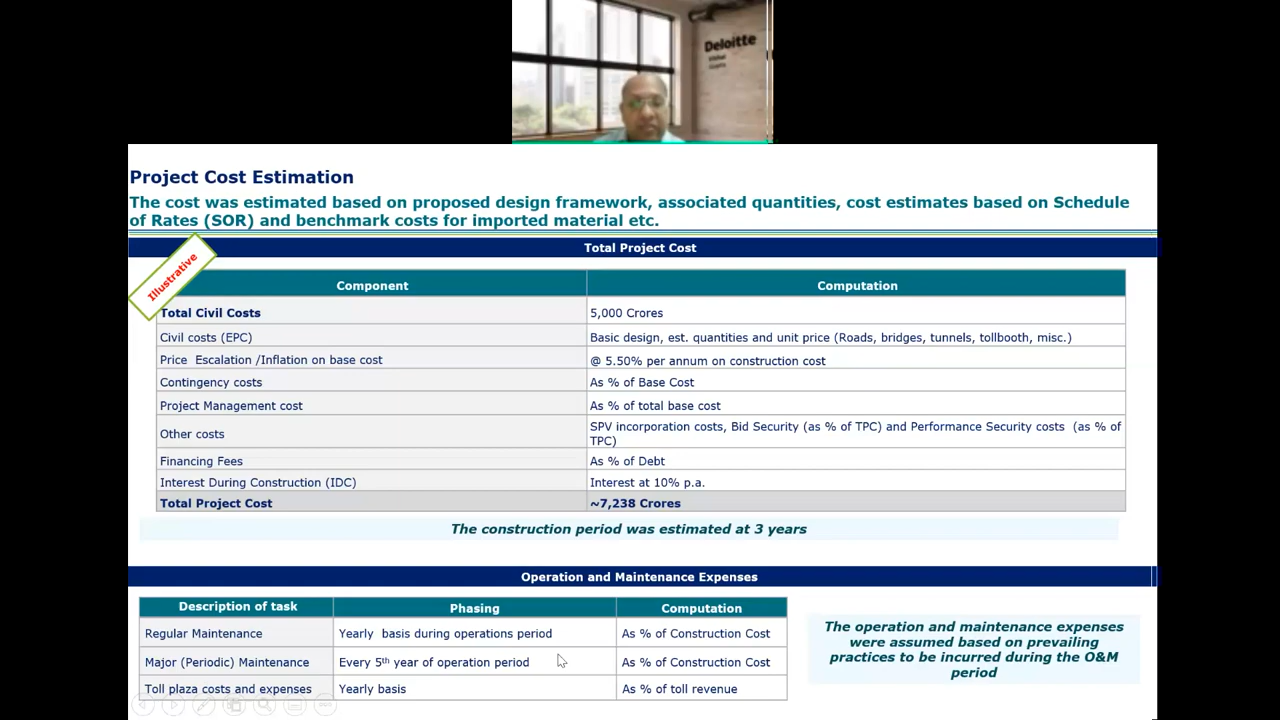 Deloitte
Project Cost Estimation
The cost was estimated based on proposed design framework, associated quantities, cost estimates based on Schedule
of Rates (SOR) and benchmark costs for imported material etc.
Total Project Cost
Illustrative
Component Computation
Total Civil Costs 5,000 Crores
Civil costs (EPC) Basic design, est. quantities and unit price (Roads, bridges, tunnels, tollbooth, misc.)
Price Escalation /Inflation on base cost @ 5.50% per annum on construction cost
Contingency costs As % of Base Cost
Project Management cost As % of total base cost
Other costs SPV incorporation costs, Bid Security (as % of TPC) and Performance Security costs (as % of
TPC)
Financing Fees As % of Debt
Interest During Construction (IDC) Interest at 10% p.a.
Total Project Cost ~7,238 Crores
The construction period was estimated at 3 years
Operation and Maintenance Expenses
Description of task Phasing Computation
Regular Maintenance Yearly basis during operations period As % of Construction Cost
Major (Periodic) Maintenance Every 5th year of operation period As % of Construction Cost
Toll plaza costs and expenses Yearly basis As % of toll revenue
The operation and maintenance expenses
were assumed based on prevailing
practices to be incurred during the O&M
period